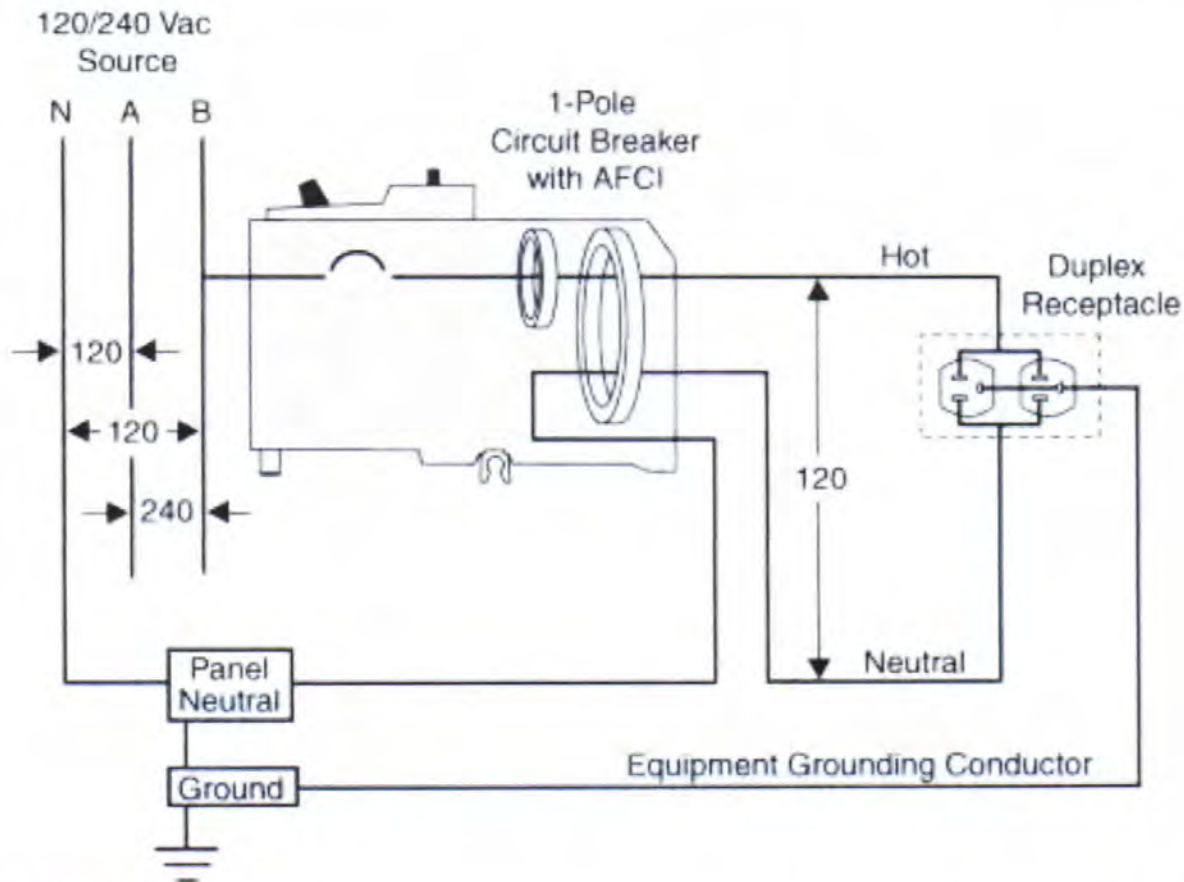 120/240 Vac
Source
N A B
1-Pole
Circuit Breaker
with AFCI
Hot
Duplex
Receptacle
120
120
240
120
Panel
Neutral
Neutral
Ground
Equipment Grounding Conductor